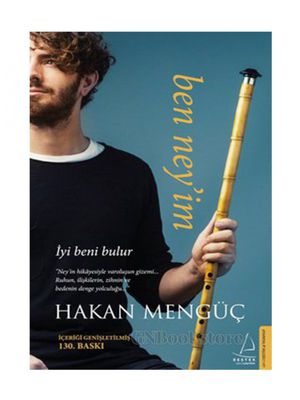 ben ney'im
İyi beni bulur
"Ney'in hikâyesiyle varoluşun gizemi...
Ruhun, ilişkilerin, zihnin ve
bedenin denge yolculuğu..."
HAKAN MENGÜÇ
İÇERİĞİ GENİŞLETİLMİŞ
130. BASKI
GNBookstore
DESTEK